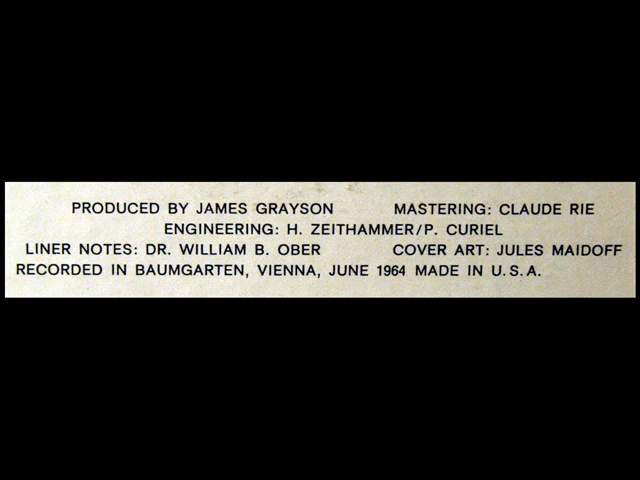 PRODUCED BY JAMES GRAYSON MASTERING: CLAUDE RIE
ENGINEERING: H. ZEITHAMMER/P. CURIEL
LINER NOTES: DR. WILLIAM B. OBER COVER ART: JULES MAIDOFF
RECORDED IN BAUMGARTEN, VIENNA, JUNE 1964 MADE IN U.S.A.